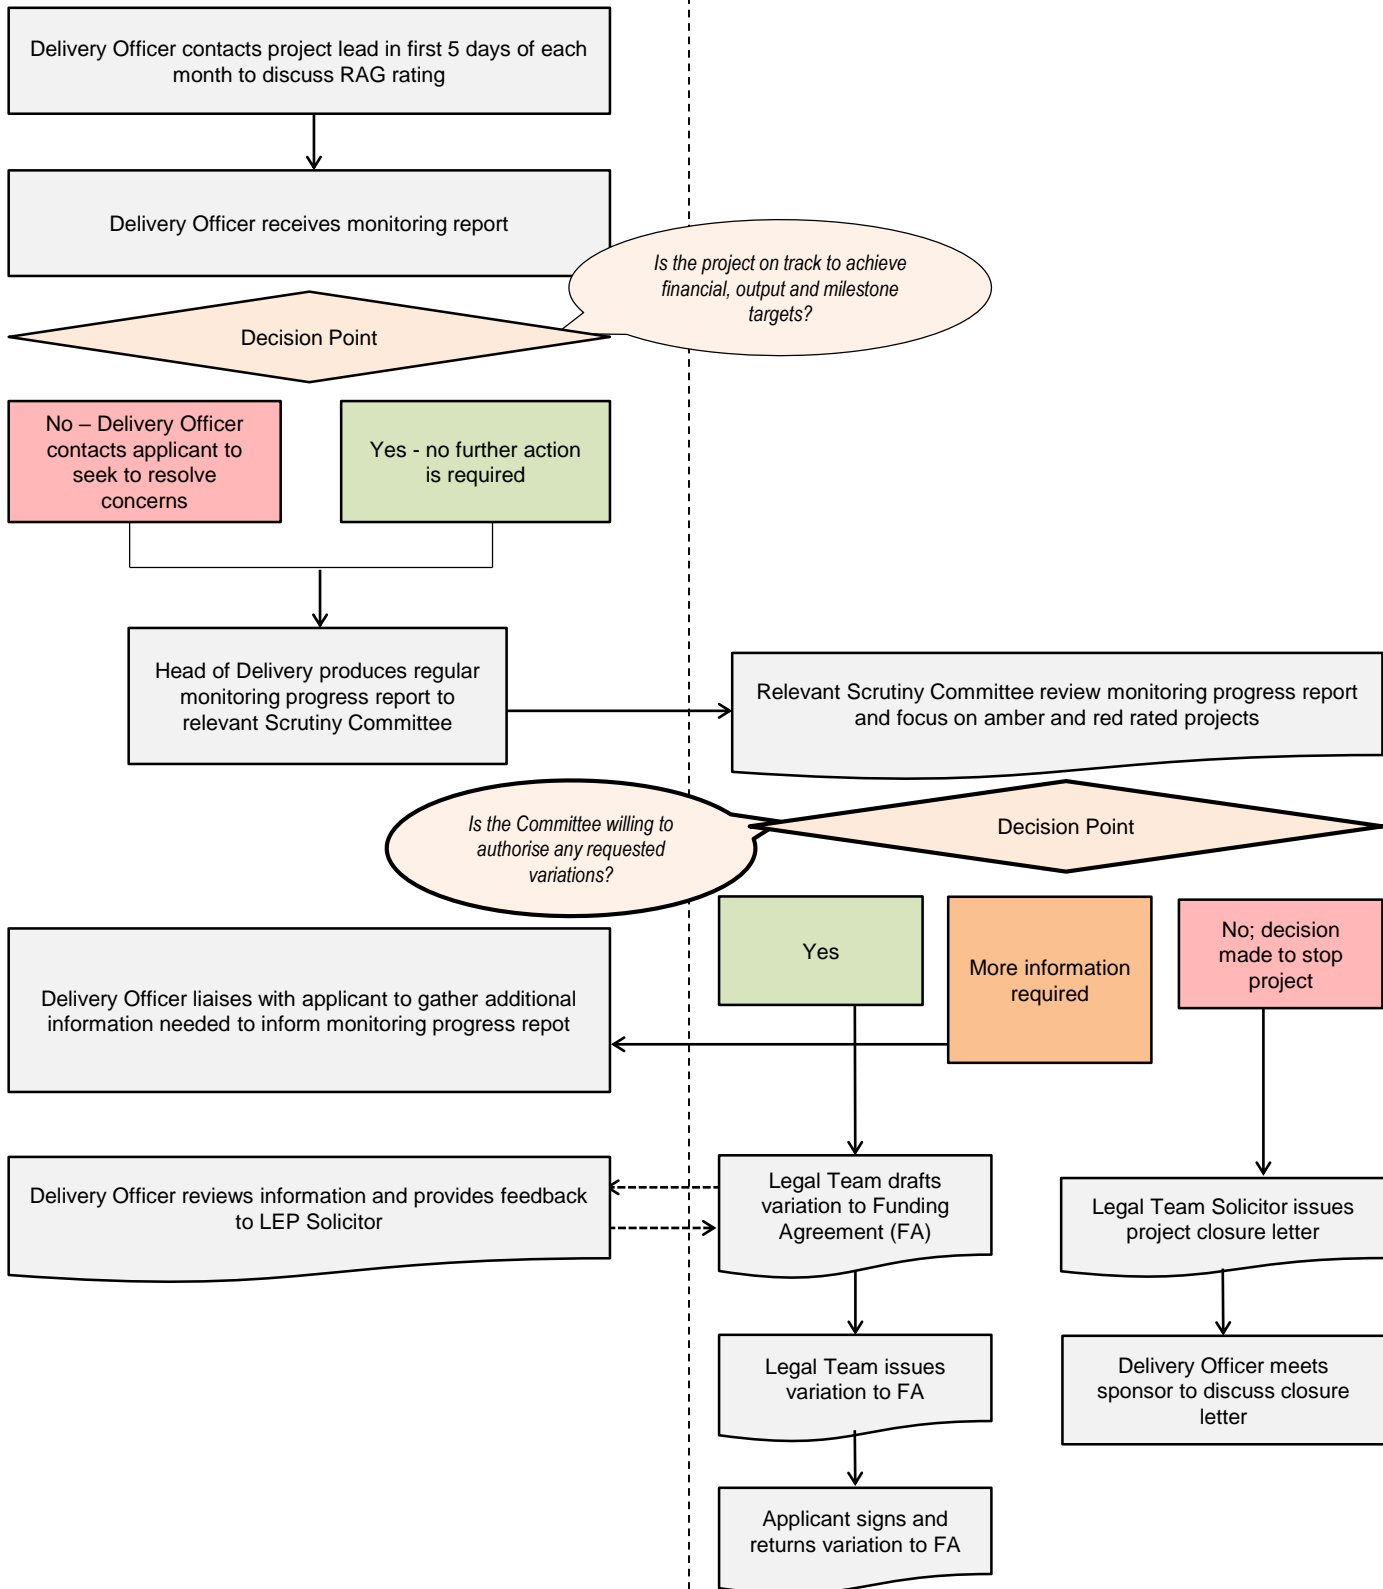 Delivery Officer contacts project lead in first 5 days of each
month to discuss RAG rating
Delivery Officer receives monitoring report
Is the project on track to achieve
financial, output and milestone
targets?
Decision Point
No – Delivery Officer
contacts applicant to
seek to resolve
concerns
Yes - no further action
is required
Head of Delivery produces regular
monitoring progress report to
relevant Scrutiny Committee
Relevant Scrutiny Committee review monitoring progress report
and focus on amber and red rated projects
Is the Committee willing to
authorise any requested
variations?
Decision Point
Yes
More information
required
No; decision
made to stop
project
Delivery Officer liaises with applicant to gather additional
information needed to inform monitoring progress repot
Delivery Officer reviews information and provides feedback
to LEP Solicitor
Legal Team drafts
variation to Funding
Agreement (FA)
Legal Team Solicitor issues
project closure letter
Legal Team issues
variation to FA
Delivery Officer meets
sponsor to discuss closure
letter
Applicant signs and
returns variation to FA